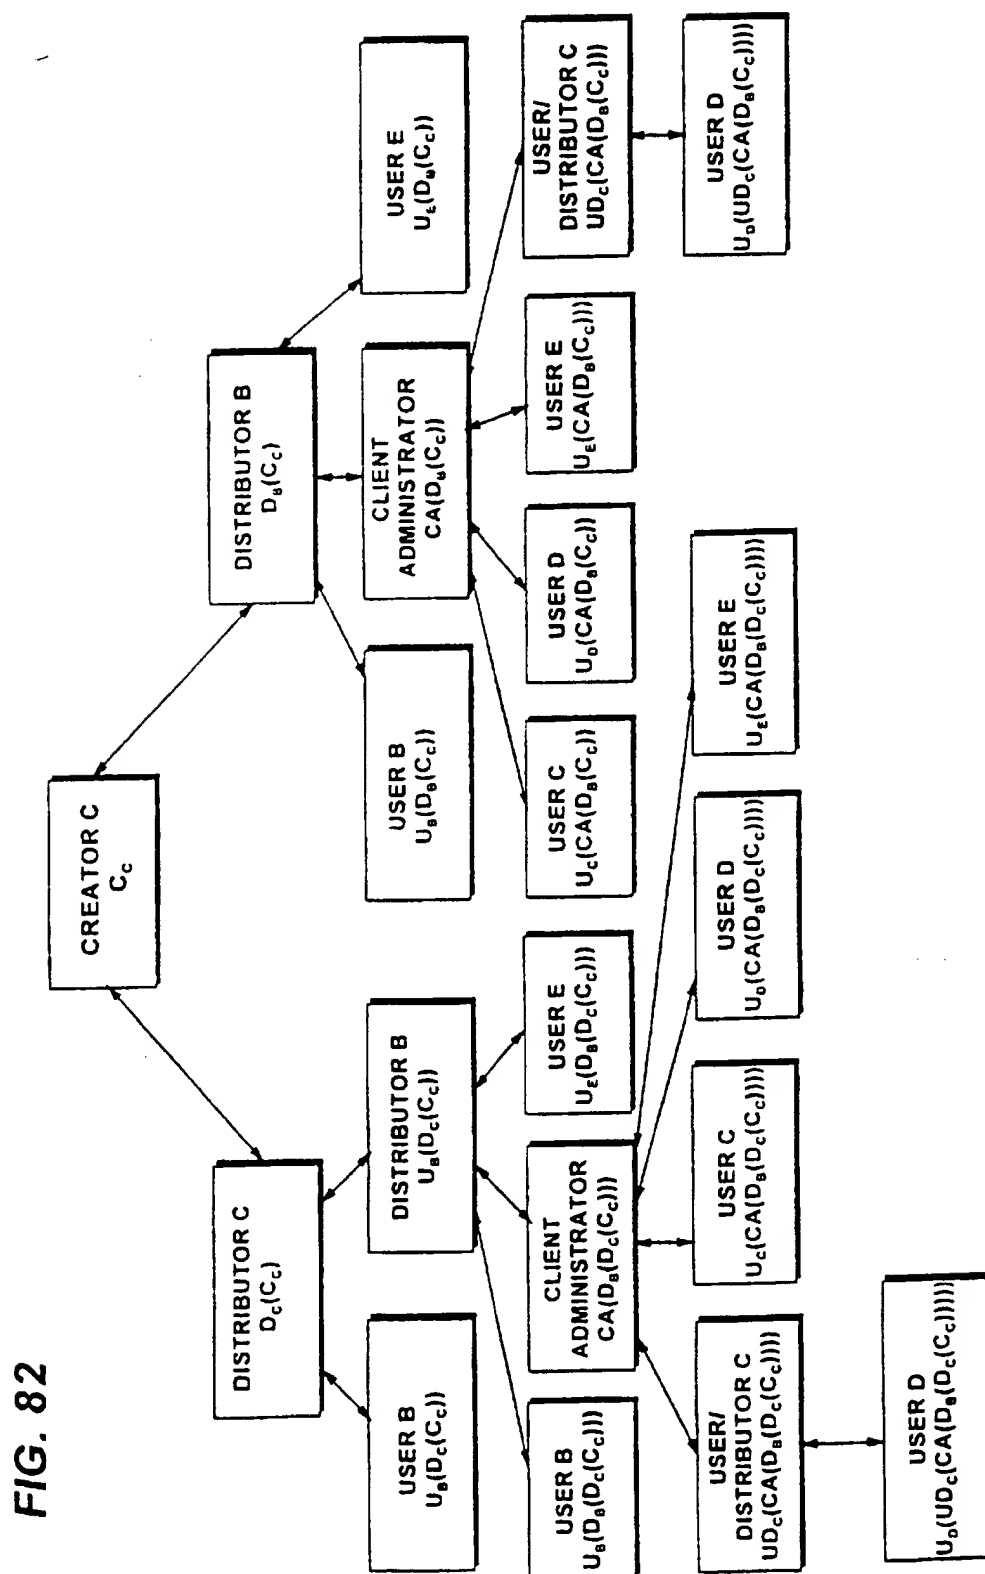 FIG. 82
CREATOR C
C_C
DISTRIBUTOR C
D_C(C_C)
DISTRIBUTOR B
D_B(C_C)
USER B
U_B(D_C(C_C))
DISTRIBUTOR B
U_B(D_C(C_C))
USER B
U_B(D_B(C_C))
CLIENT
ADMINISTRATOR
CA(D_B(C_C))
USER E
U_E(D_B(C_C))
USER B
U_B(D_B(D_C(C_C)))
CLIENT
ADMINISTRATOR
CA(D_B(D_C(C_C)))
USER E
U_E(D_B(D_C(C_C)))
USER C
U_C(CA(D_B(C_C))
USER D
U_D(CA(D_B(C_C))
USER E
U_E(CA(D_B(C_C)))
USER/
DISTRIBUTOR C
UD_C(CA(D_B(C_C)))
USER/
DISTRIBUTOR C
UD_C(CA(D_B(D_C(C_C))))
USER C
U_C(CA(D_B(D_C(C_C))))
USER D
U_D(CA(D_B(D_C(C_C))))
USER E
U_E(CA(D_B(D_C(C_C))))
USER D
U_D(UD_C(CA(D_B(C_C))))
USER D
U_D(UD_C(CA(D_B(D_C(C_C)))))